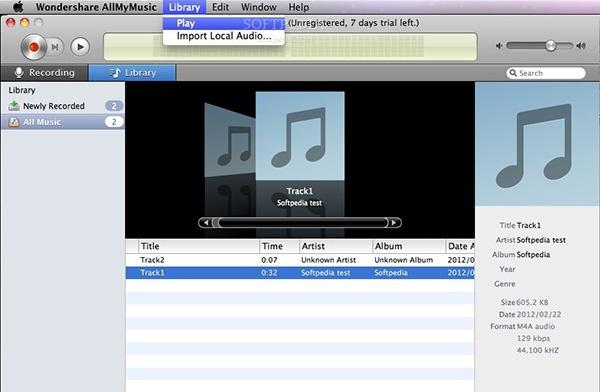 Wondershare AllMyMusic Library Edit Window Help
Play
(Unregistered, 7 days trial left.)
Import Local Audio...
SOFTPEDIA
Recording
Library
Search
Library
Newly Recorded 2
All Music 2
Track1
Softpedia test
Title Time Artist Album Date A
Track2 0:07 Unknown Artist Unknown Album 2012/02
Track1 0:32 Softpedia test Softpedia 2012/02
Title Track1
Artist Softpedia test
Album Softpedia
Year
Genre
Size 605.2 KB
Date 2012/02/22
Format M4A audio
129 kbps
44.100 kHZ